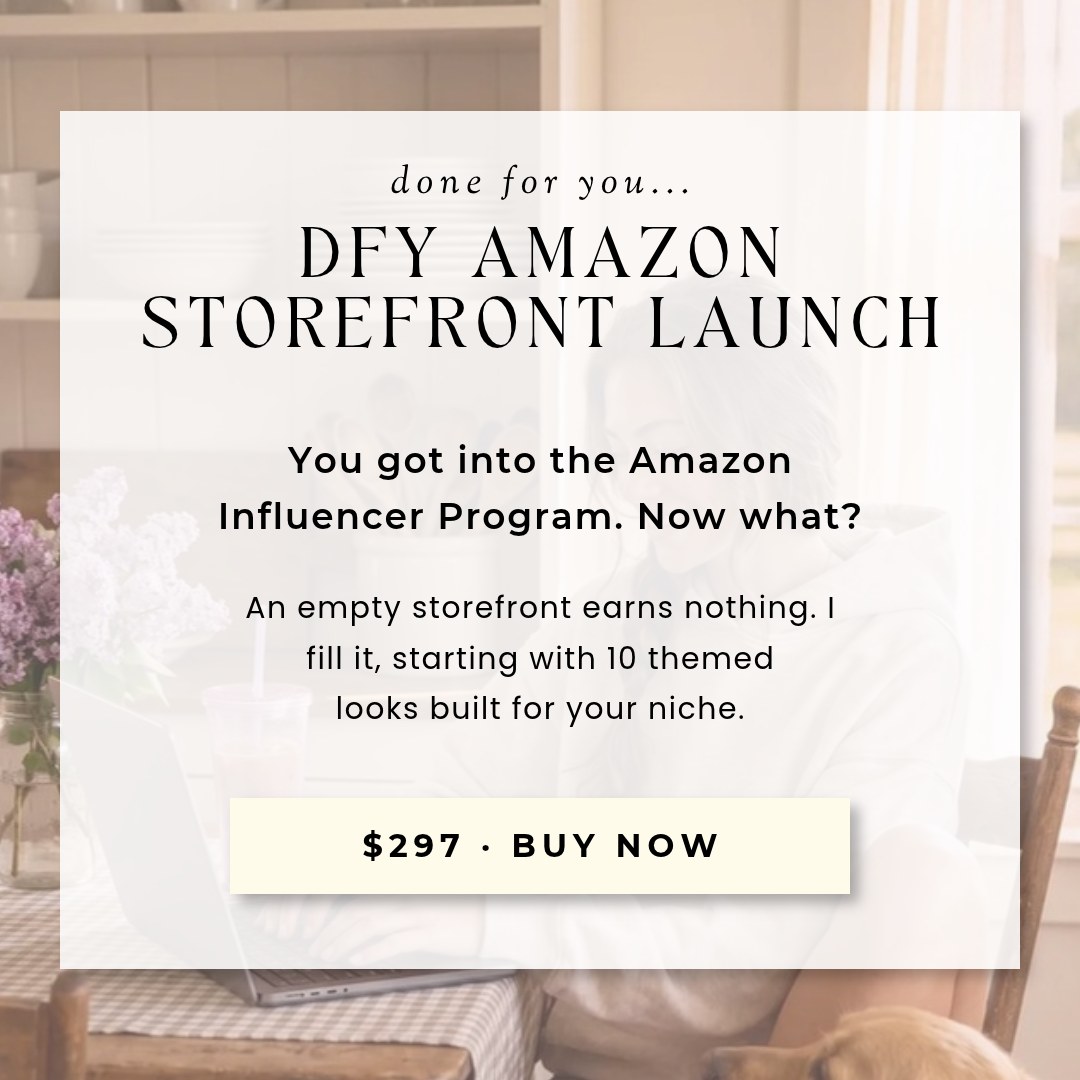 done for you...
DFY AMAZON
STOREFRONT LAUNCH
You got into the Amazon
Influencer Program. Now what?
An empty storefront earns nothing. I
fill it, starting with 10 themed
looks built for your niche.
$297 · BUY NOW